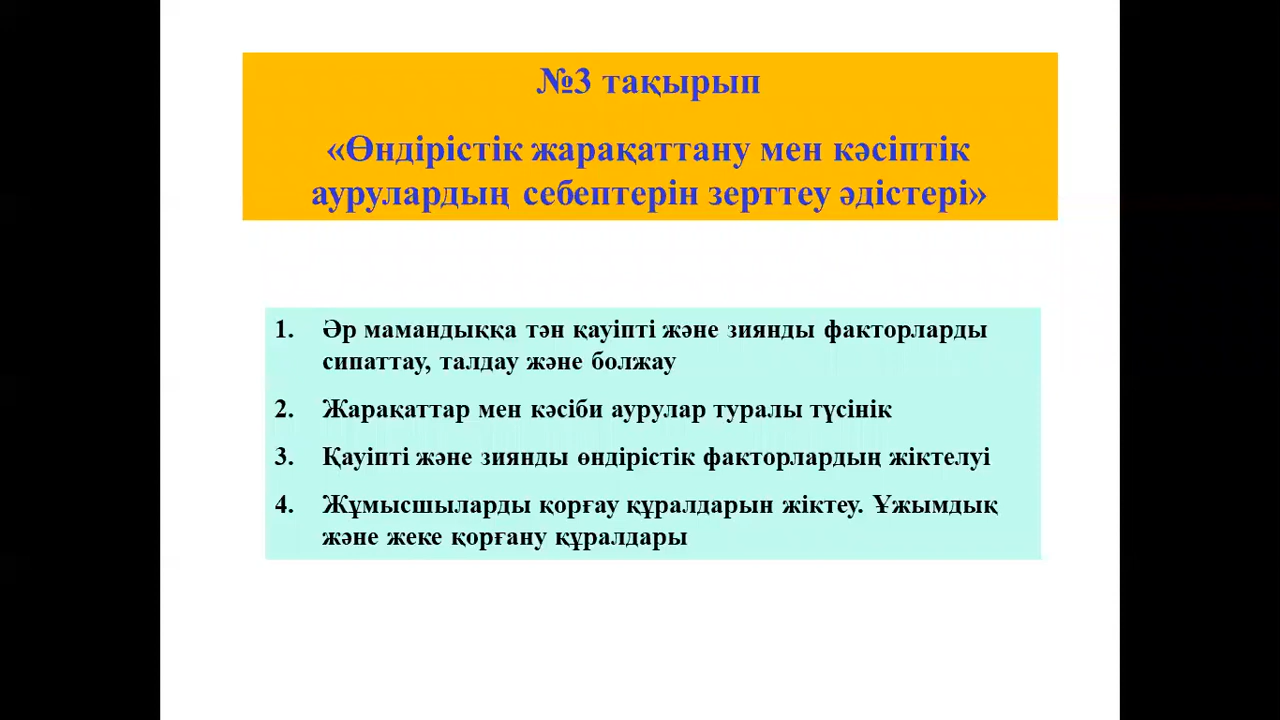 №3 тақырып
«Өндірістік жарақаттану мен кәсіптік
аурулардың себептерін зерттеу әдістері»
1. Әр мамандыққа тән қауіпті және зиянды факторларды
сипаттау, талдау және болжау
2. Жарақаттар мен кәсіби аурулар туралы түсінік
3. Қауіпті және зиянды өндірістік факторлардың жіктелуі
4. Жұмысшыларды қорғау құралдарын жіктеу. Ұжымдық
және жеке қорғану құралдары